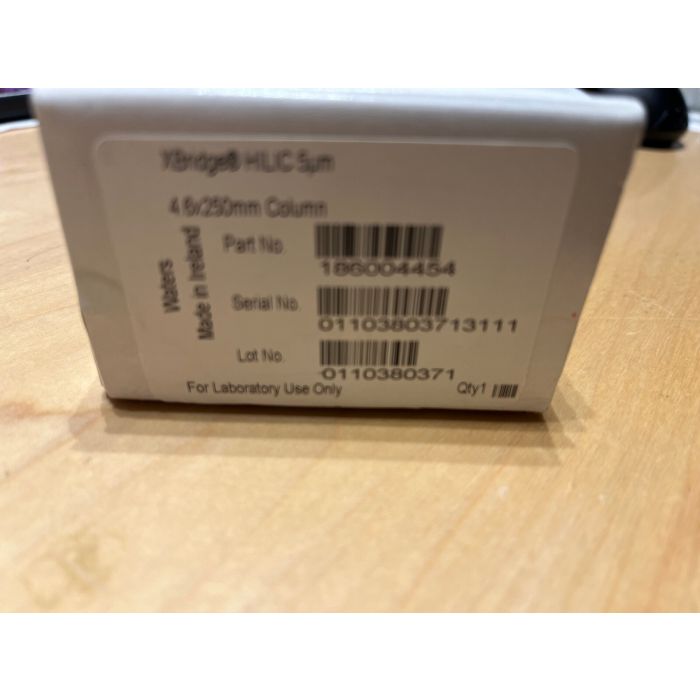 XBridge® HILIC 5µm
4.6x250mm Column
Waters
Made in Ireland
Part No.
186004454
Serial No.
01103803713111
Lot No.
0110380371
For Laboratory Use Only
Qty1